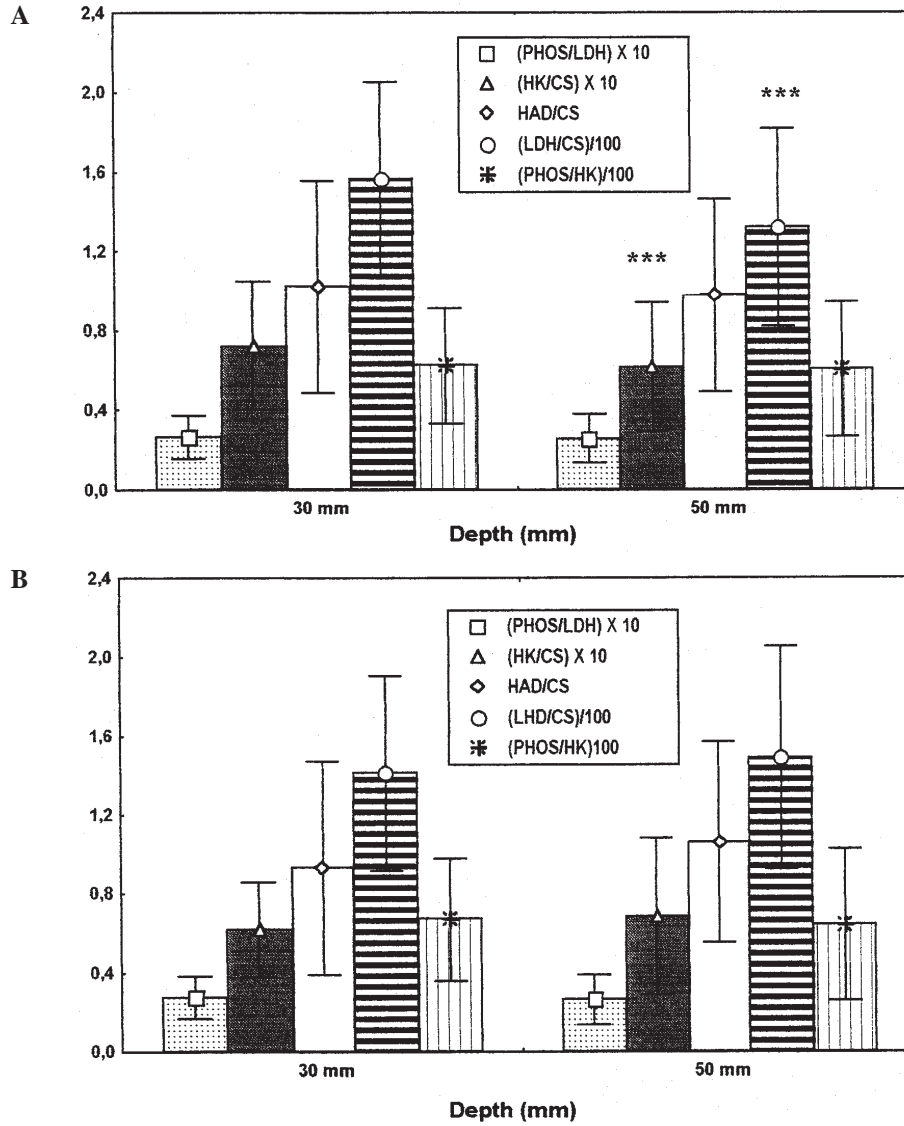 A
2,4
2,0
1,6
1,2
0,8
0,4
0,0
(PHOS/LDH) X 10
(HK/CS) X 10
HAD/CS
(LDH/CS)/100
(PHOS/HK)/100
***
***
30 mm
50 mm
Depth (mm)
B
2,4
2,0
1,6
1,2
0,8
0,4
0,0
(PHOS/LDH) X 10
(HK/CS) X 10
HAD/CS
(LHD/CS)/100
(PHOS/HK)100
30 mm
50 mm
Depth (mm)